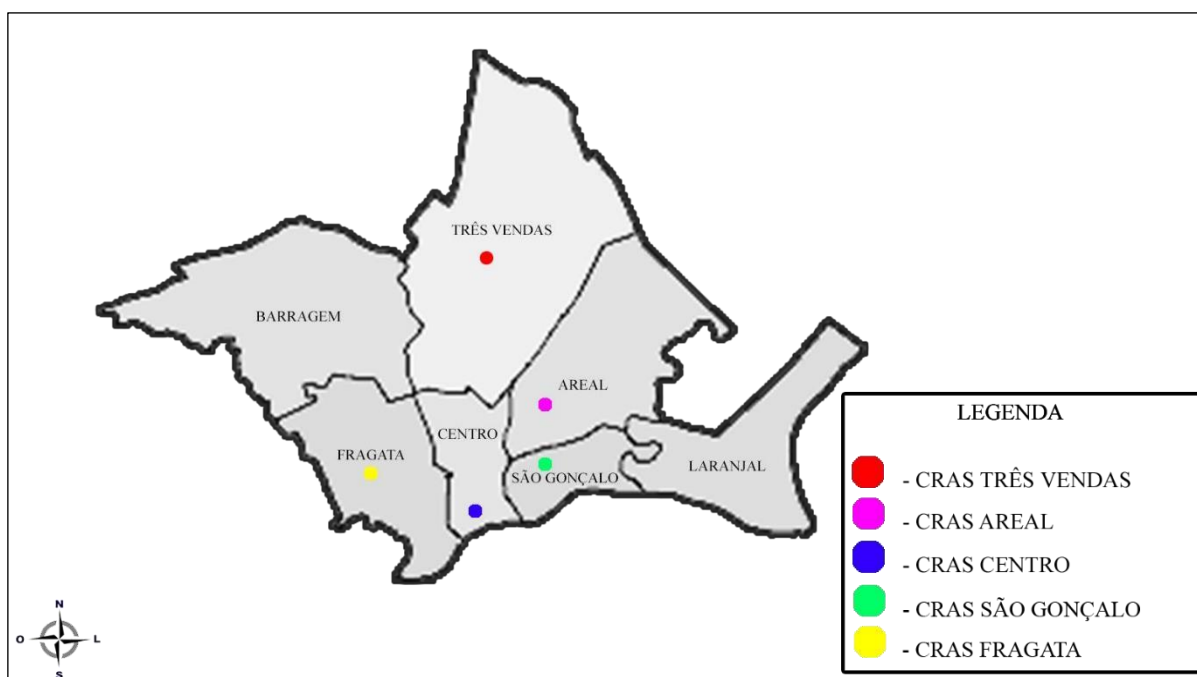 TRÊS VENDAS
BARRAGEM
AREAL
CENTRO
FRAGATA
LARANJAL
SÃO GONÇALO
LEGENDA
- CRAS TRÊS VENDAS
- CRAS AREAL
- CRAS CENTRO
- CRAS SÃO GONÇALO
- CRAS FRAGATA
N
O L
S